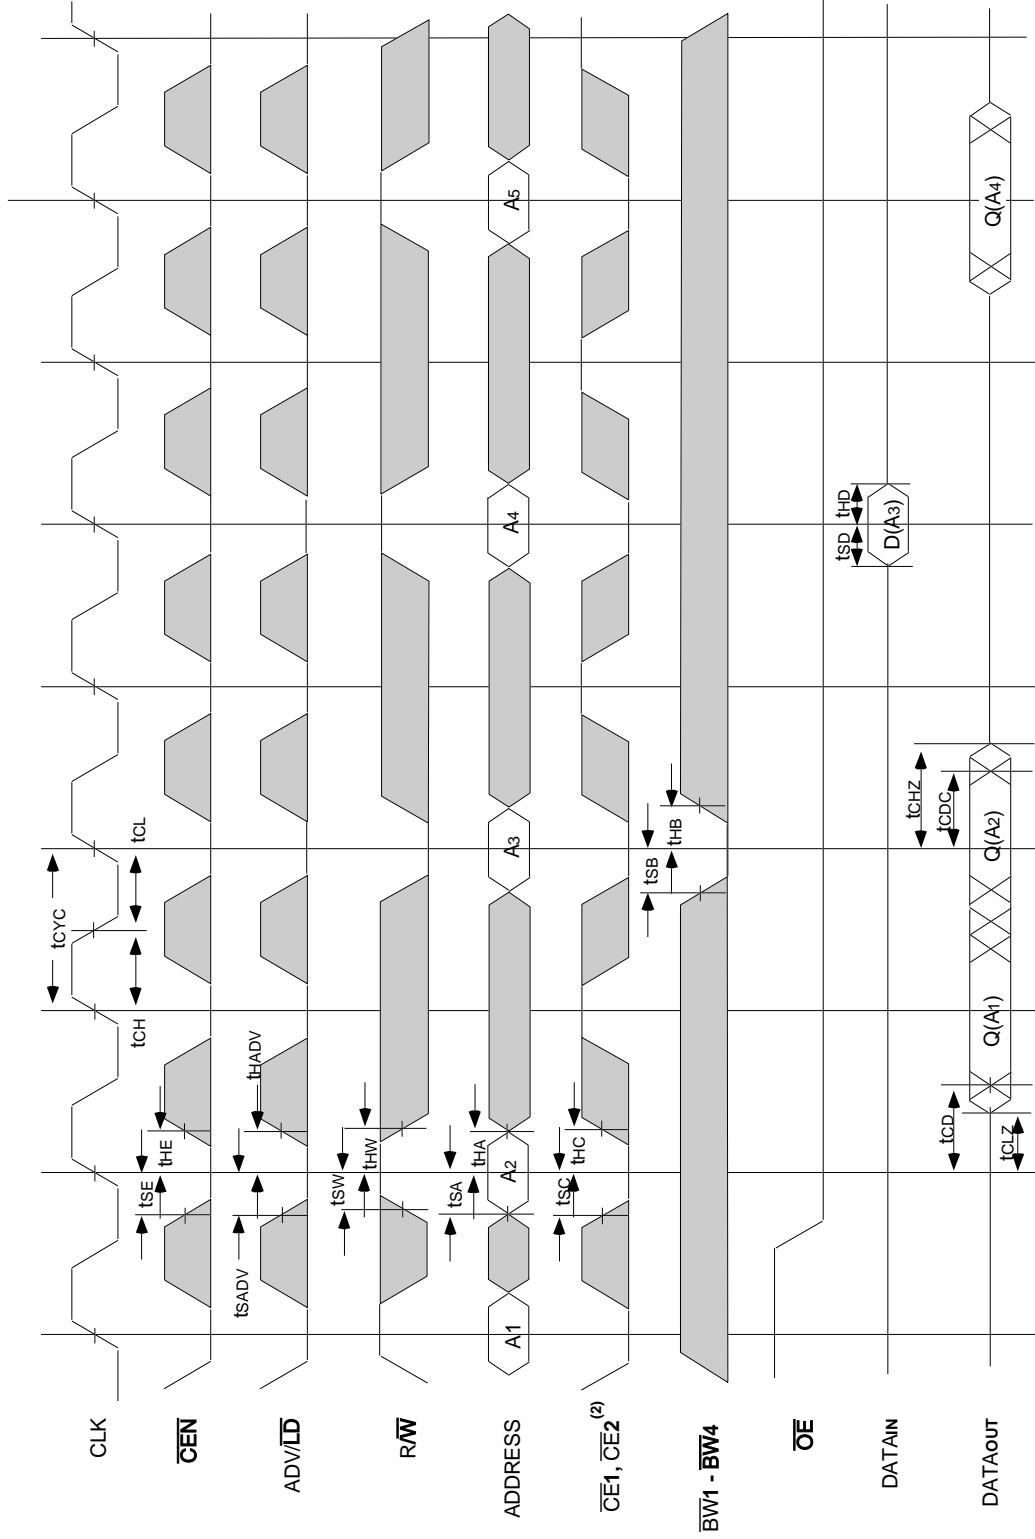 CLK
tCYC
tCH
tCL
CEN
tSE
tHE
ADV/LD
tSADV
tHADV
R/W
tSW
tHW
ADDRESS
tSA
tHA
A1
A2
A3
A4
A5
CE1, CE2(2)
tSC
tHC
BW1 - BW4
tSB
tHB
OE
DATAIN
tSD
tHD
D(A3)
DATAOUT
tCD
tCLZ
tCHZ
tCDC
Q(A1)
Q(A2)
Q(A4)